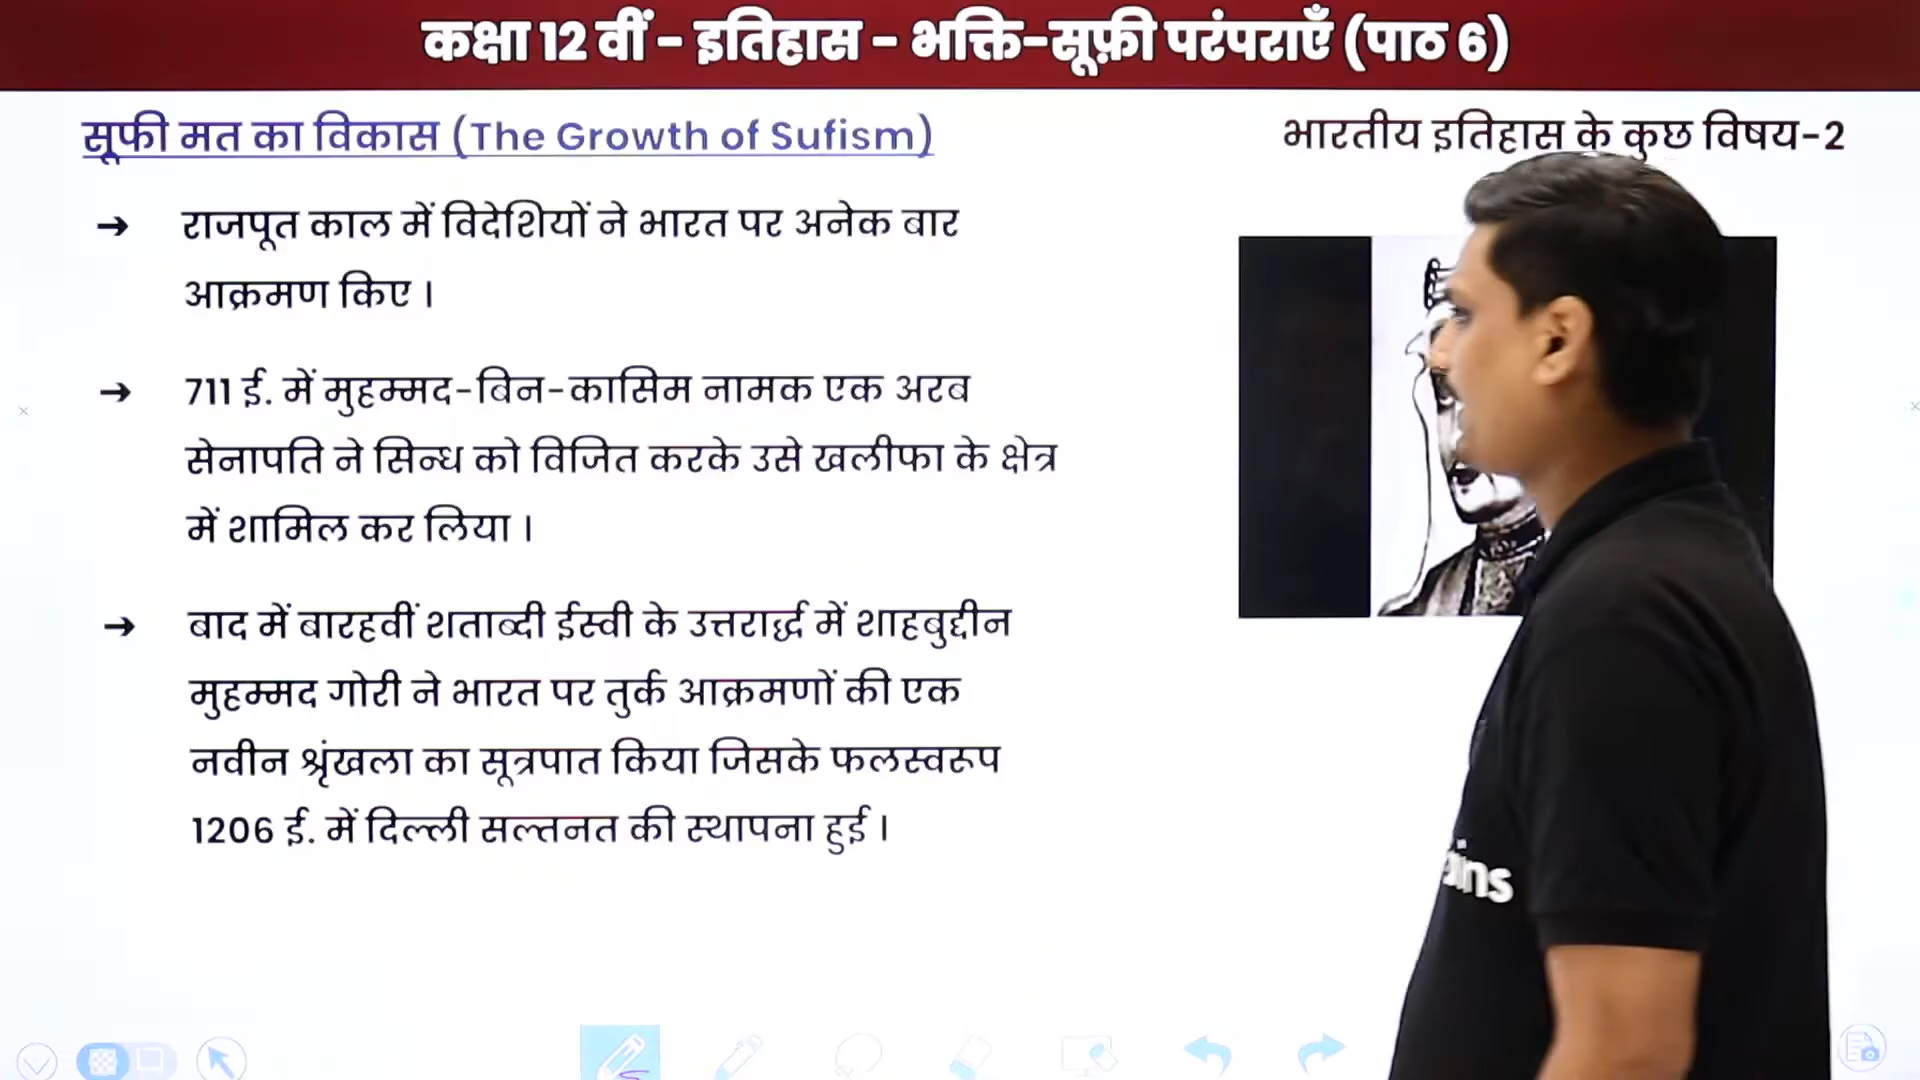 कक्षा 12 वीं - इतिहास - भक्ति-सूफ़ी परंपराएँ (पाठ 6)
सूफी मत का विकास (The Growth of Sufism)
भारतीय इतिहास के कुछ विषय-2
→ राजपूत काल में विदेशियों ने भारत पर अनेक बार
आक्रमण किए ।
→ 711 ई. में मुहम्मद-बिन-कासिम नामक एक अरब
सेनापति ने सिन्ध को विजित करके उसे खलीफा के क्षेत्र
में शामिल कर लिया ।
→ बाद में बारहवीं शताब्दी ईस्वी के उत्तरार्द्ध में शाहबुद्दीन
मुहम्मद गोरी ने भारत पर तुर्क आक्रमणों की एक
नवीन श्रृंखला का सूत्रपात किया जिसके फलस्वरूप
1206 ई. में दिल्ली सल्तनत की स्थापना हुई ।